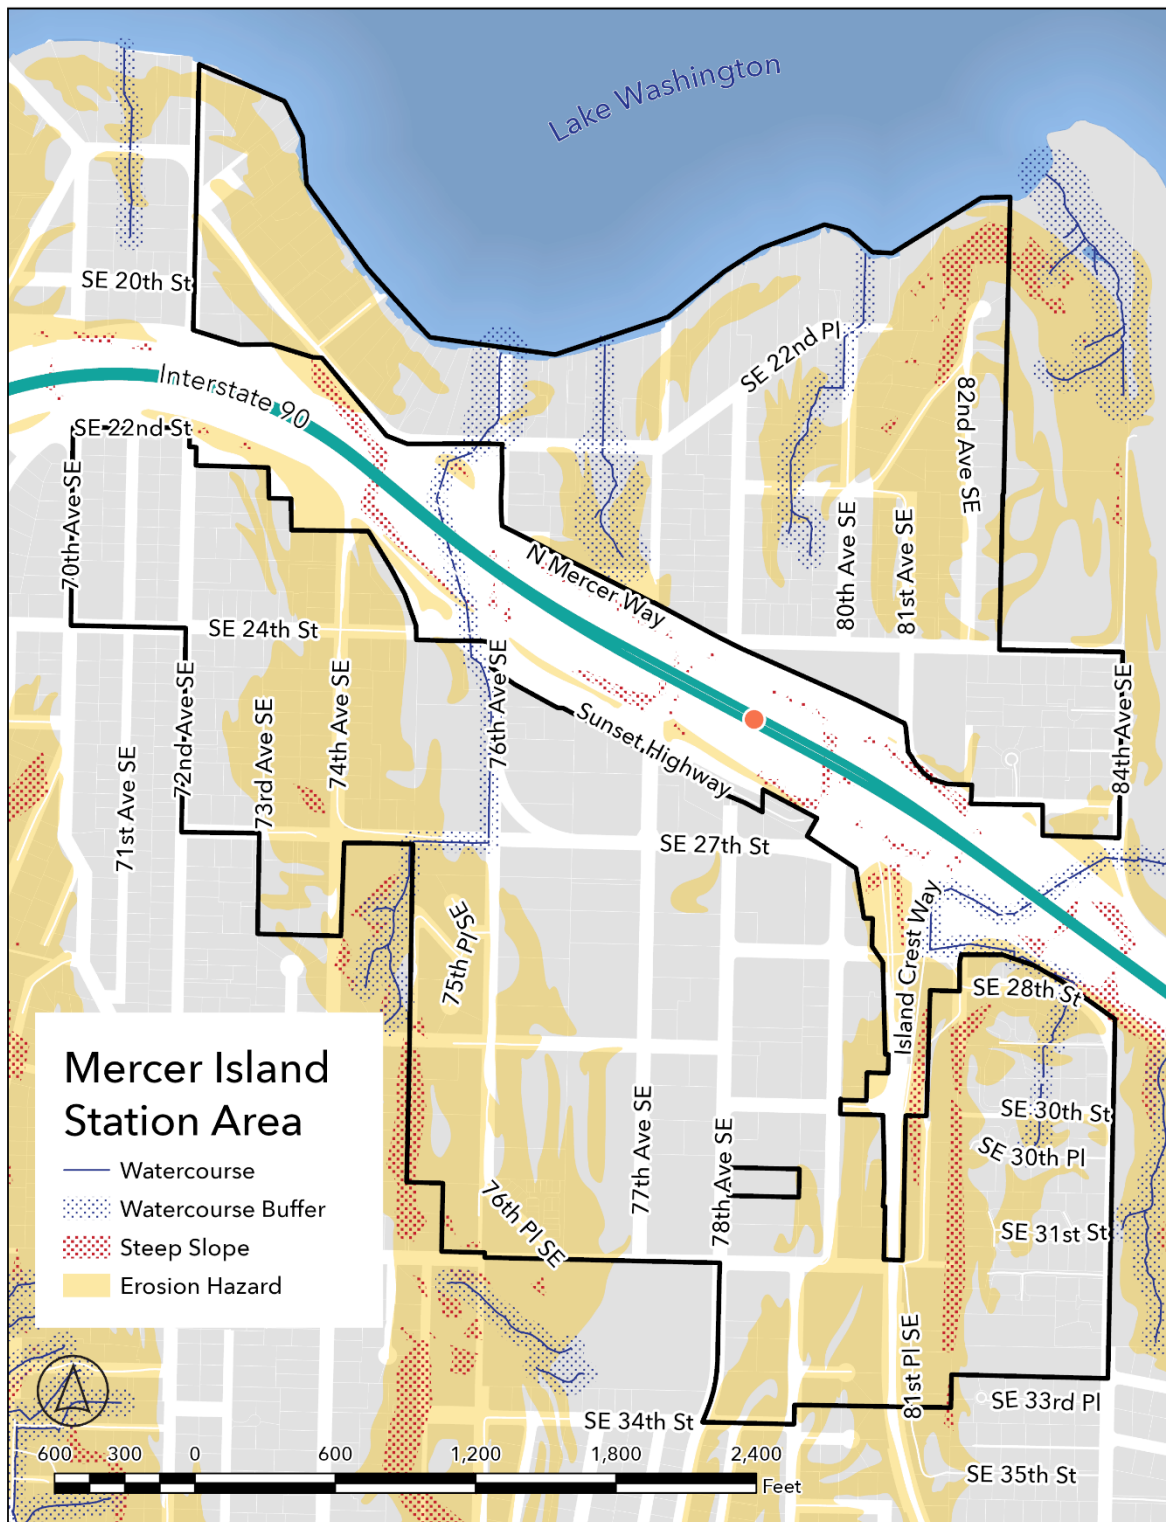 Lake Washington
SE 20th St
Interstate 90
SE 22nd St
SE 22nd Pl
82nd Ave SE
70th Ave SE
80th Ave SE
81st Ave SE
N Mercer Way
SE 24th St
71st Ave SE
72nd Ave SE
73rd Ave SE
74th Ave SE
76th Ave SE
Sunset Highway
84th Ave SE
SE 27th St
75th Pl SE
Island Crest Way
SE 28th St
Mercer Island
Station Area
Watercourse
Watercourse Buffer
Steep Slope
Erosion Hazard
77th Ave SE
78th Ave SE
76th Pl SE
SE 30th St
SE 30th Pl
SE 31st St
81st Pl SE
SE 33rd Pl
SE 34th St
SE 35th St
600 300 0 600 1,200 1,800 2,400
Feet